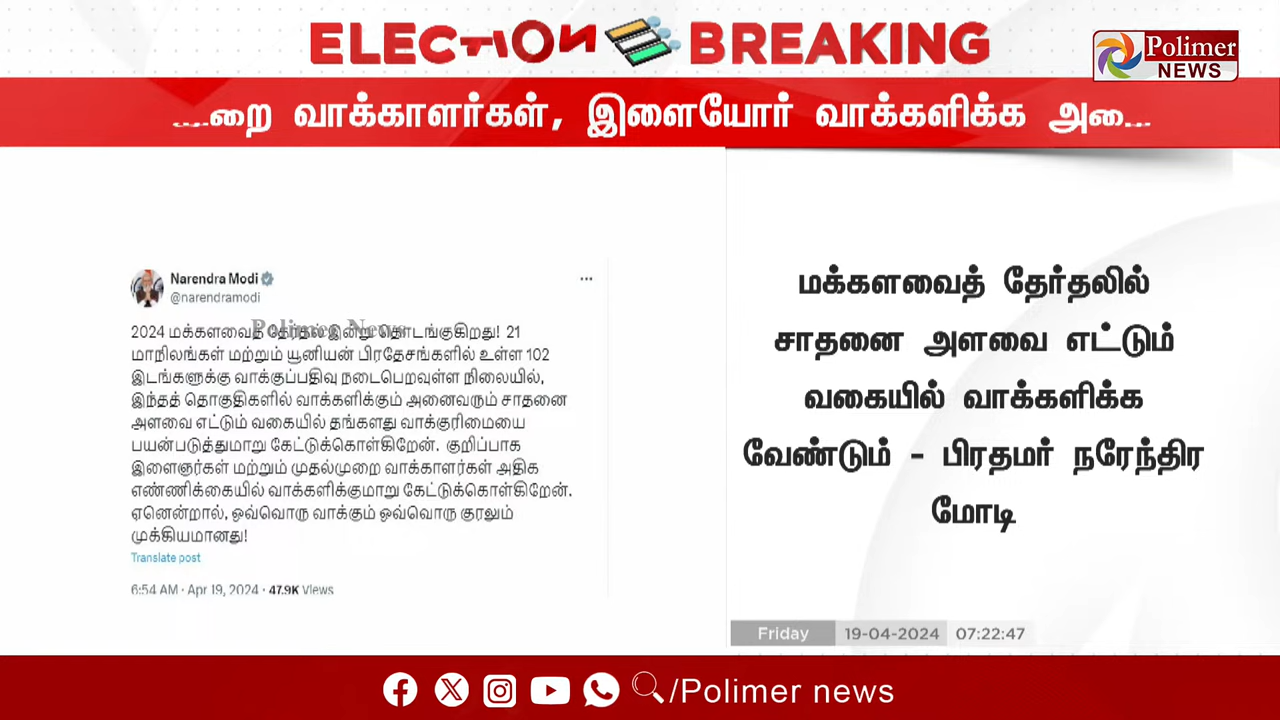 ELECTION BREAKING
Polimer
NEWS
...றை வாக்காளர்கள், இளையோர் வாக்களிக்க அ...
Narendra Modi
@narendramodi
Polimer News
2024 மக்களவைத் தேர்தல் இன்று தொடங்குகிறது! 21
மாநிலங்கள் மற்றும் யூனியன் பிரதேசங்களில் உள்ள 102
இடங்களுக்கு வாக்குப்பதிவு நடைபெறவுள்ள நிலையில்,
இந்தத் தொகுதிகளில் வாக்களிக்கும் அனைவரும் சாதனை
அளவை எட்டும் வகையில் தங்களது வாக்குரிமையை
பயன்படுத்துமாறு கேட்டுக்கொள்கிறேன். குறிப்பாக
இளைஞர்கள் மற்றும் முதல்முறை வாக்காளர்கள் அதிக
எண்ணிக்கையில் வாக்களிக்குமாறு கேட்டுக்கொள்கிறேன்.
ஏனென்றால், ஒவ்வொரு வாக்கும் ஒவ்வொரு குரலும்
முக்கியமானது!
Translate post
6:54 AM · Apr 19, 2024 · 47.9K Views
மக்களவைத் தேர்தலில்
சாதனை அளவை எட்டும்
வகையில் வாக்களிக்க
வேண்டும் - பிரதமர் நரேந்திர
மோடி
Friday 19-04-2024 07:22:47
/Polimer news